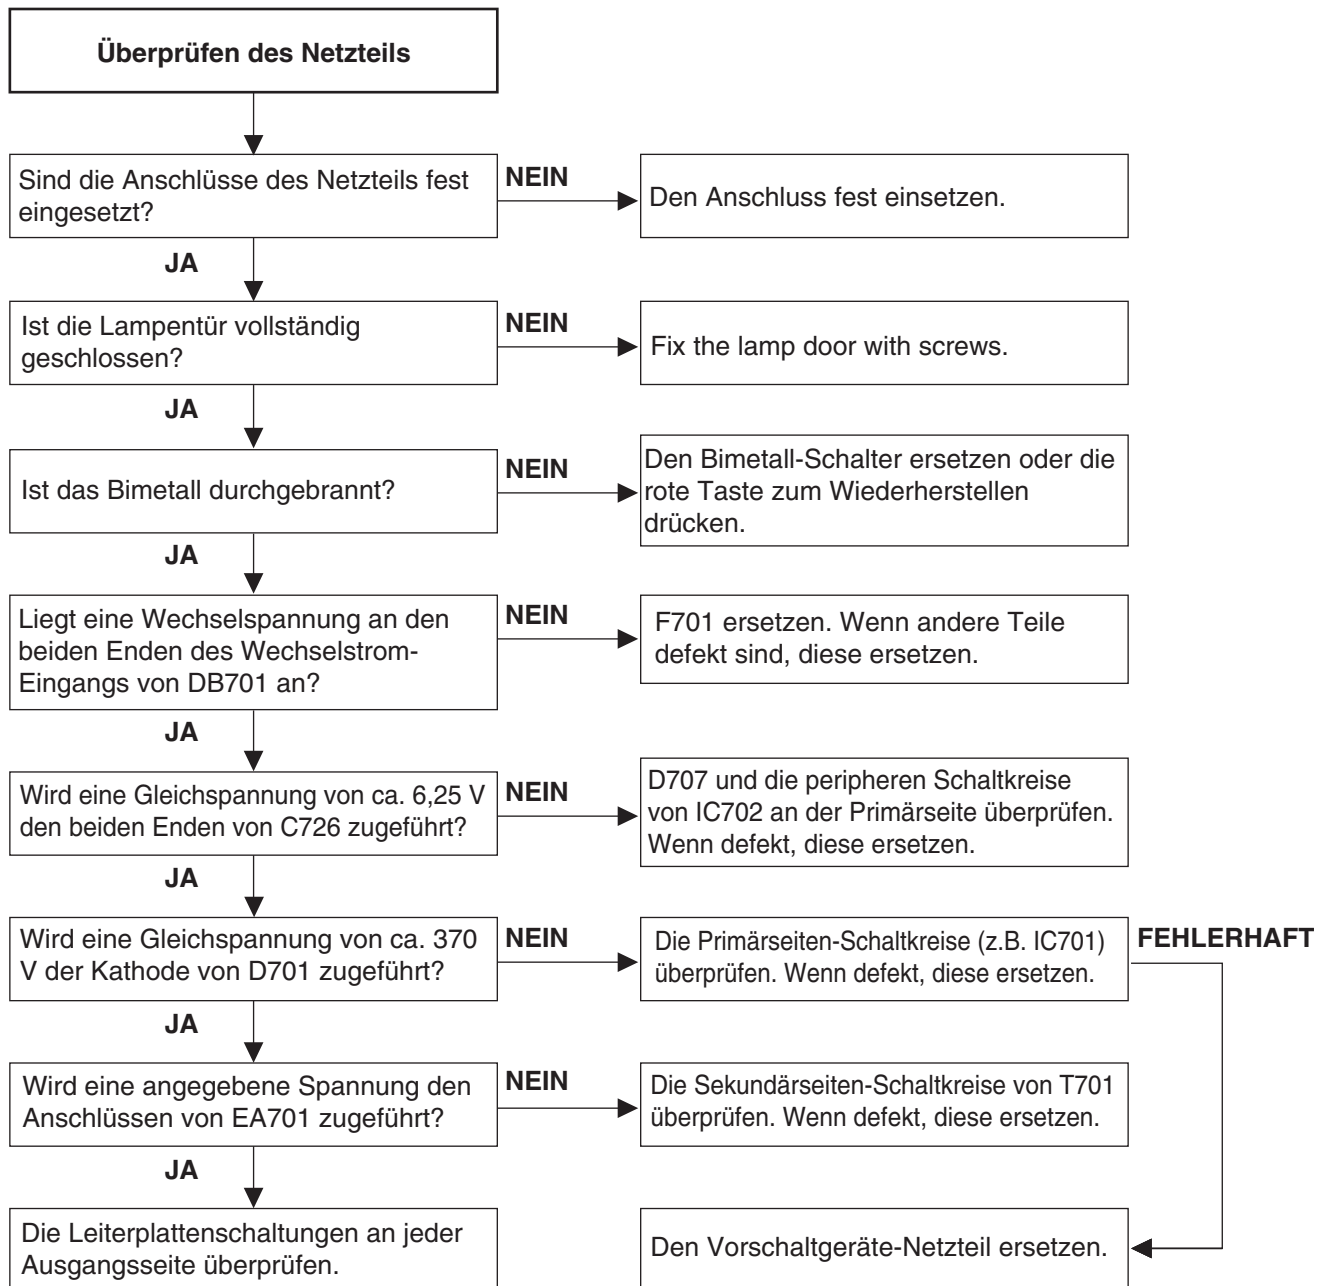 Überprüfen des Netzteils
Sind die Anschlüsse des Netzteils fest
eingesetzt?
NEIN
Den Anschluss fest einsetzen.
JA
Ist die Lampentür vollständig
geschlossen?
NEIN
Fix the lamp door with screws.
JA
Ist das Bimetall durchgebrannt?
NEIN
Den Bimetall-Schalter ersetzen oder die
rote Taste zum Wiederherstellen
drücken.
JA
Liegt eine Wechselspannung an den
beiden Enden des Wechselstrom-
Eingangs von DB701 an?
NEIN
F701 ersetzen. Wenn andere Teile
defekt sind, diese ersetzen.
JA
Wird eine Gleichspannung von ca. 6,25 V
den beiden Enden von C726 zugeführt?
NEIN
D707 und die peripheren Schaltkreise
von IC702 an der Primärseite überprüfen.
Wenn defekt, diese ersetzen.
JA
Wird eine Gleichspannung von ca. 370
V der Kathode von D701 zugeführt?
NEIN
Die Primärseiten-Schaltkreise (z.B. IC701)
überprüfen. Wenn defekt, diese ersetzen.
FEHLERHAFT
JA
Wird eine angegebene Spannung den
Anschlüssen von EA701 zugeführt?
NEIN
Die Sekundärseiten-Schaltkreise von T701
überprüfen. Wenn defekt, diese ersetzen.
JA
Die Leiterplattenschaltungen an jeder
Ausgangsseite überprüfen.
Den Vorschaltgeräte-Netzteil ersetzen.